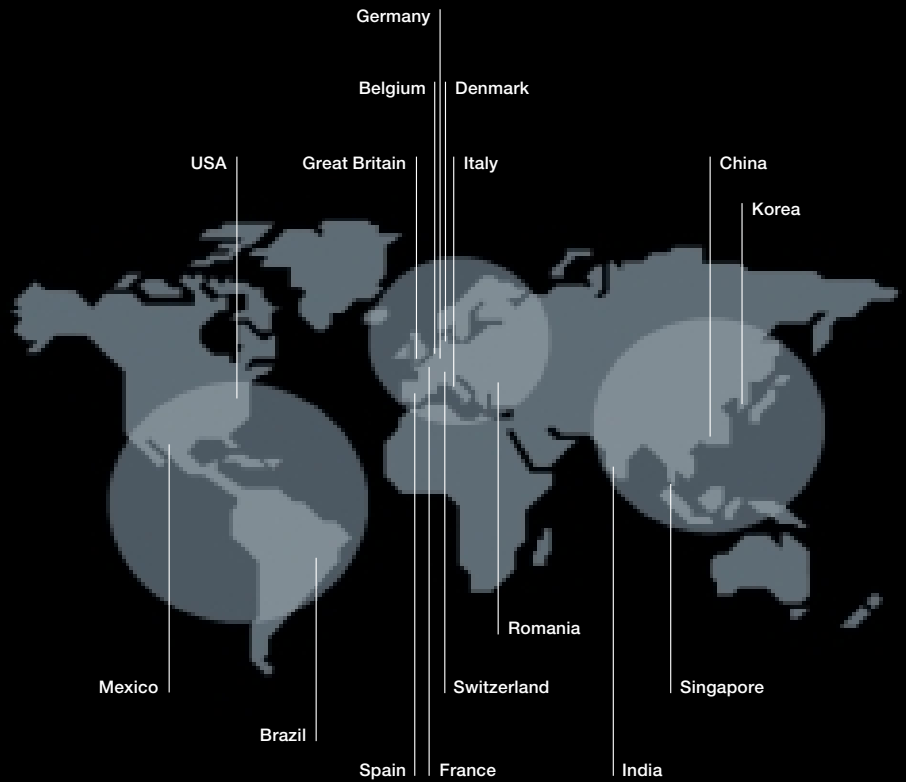 Germany
Belgium
Denmark
USA
Great Britain
Italy
China
Korea
Romania
Mexico
Switzerland
Singapore
Brazil
Spain
France
India